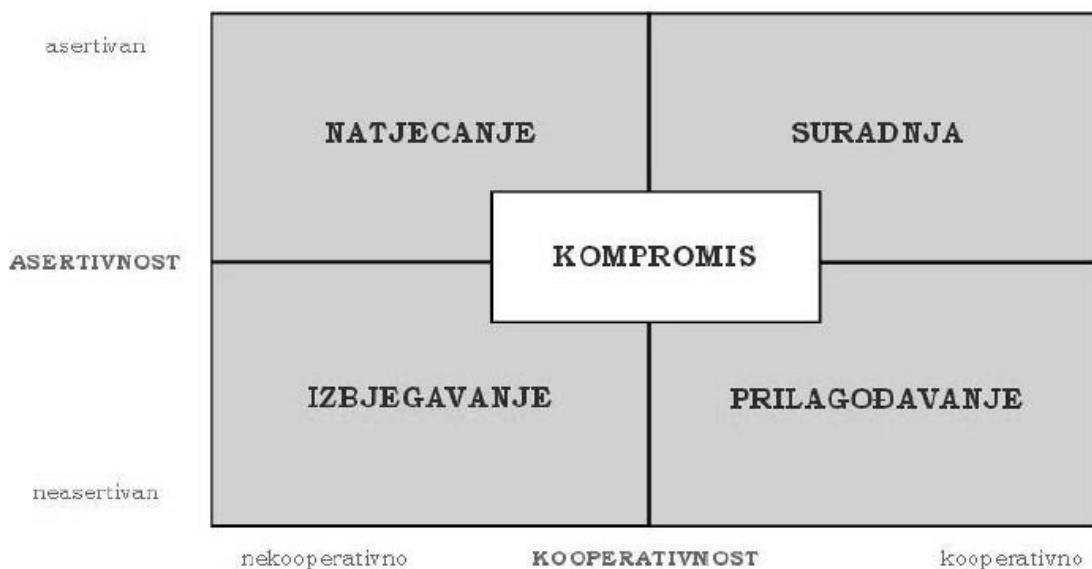 asertivan
NATJECANJE
SURADNJA
ASERTIVNOST
KOMPROMIS
IZBJEGAVANJE
PRILAGOĐAVANJE
neasertivan
nekooperativno
KOOPERATIVNOST
kooperativno